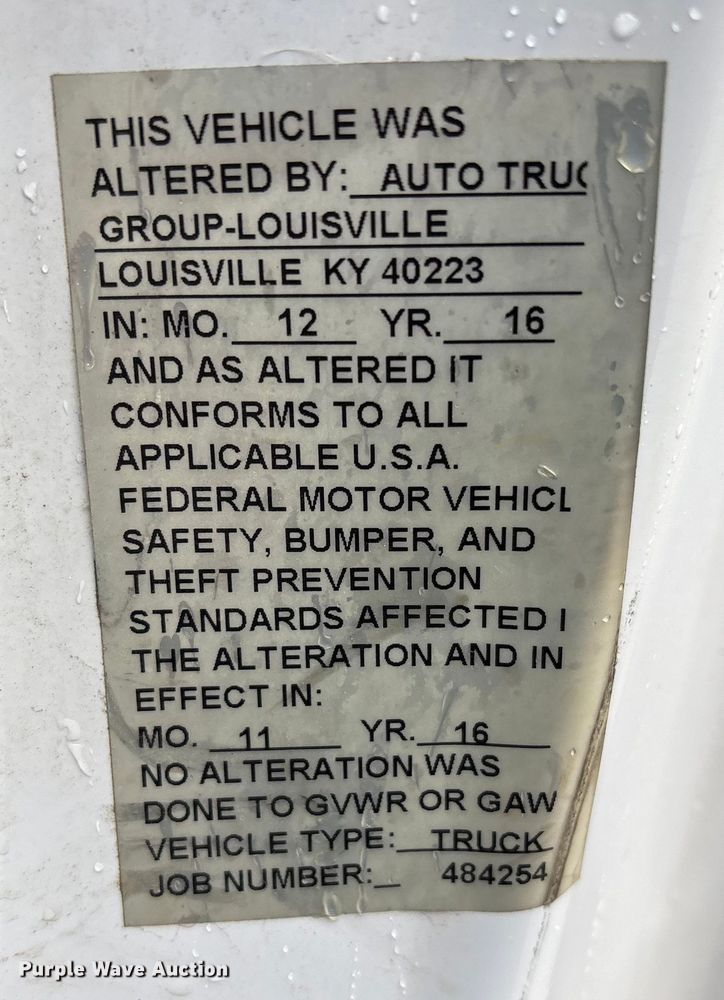 THIS VEHICLE WAS
ALTERED BY: AUTO TRUC
GROUP-LOUISVILLE
LOUISVILLE KY 40223
IN: MO. 12 YR. 16
AND AS ALTERED IT
CONFORMS TO ALL
APPLICABLE U.S.A.
FEDERAL MOTOR VEHICL
SAFETY, BUMPER, AND
THEFT PREVENTION
STANDARDS AFFECTED I
THE ALTERATION AND IN
EFFECT IN:
MO. 11 YR. 16
NO ALTERATION WAS
DONE TO GVWR OR GAW
VEHICLE TYPE: TRUCK
JOB NUMBER: 484254
Purple Wave Auction